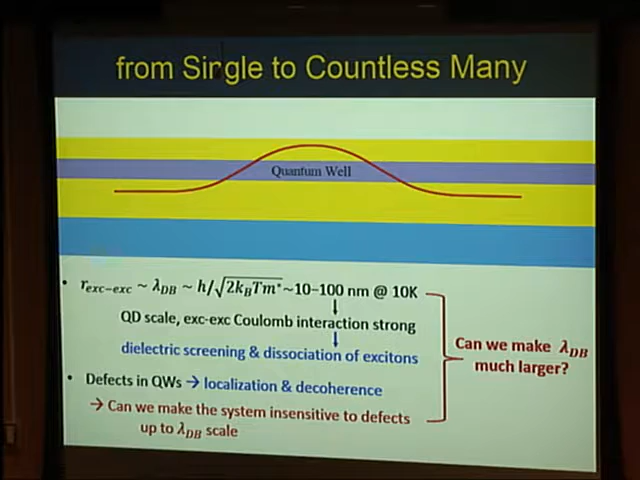 from Single to Countless Many
Quantum Well
• r_exc−exc ~ λ_DB ~ h/√(2k_BTm*)~10–100 nm @ 10K
QD scale, exc-exc Coulomb interaction strong
dielectric screening & dissociation of excitons
Can we make λ_DB
much larger?
• Defects in QWs → localization & decoherence
→ Can we make the system insensitive to defects
up to λ_DB scale